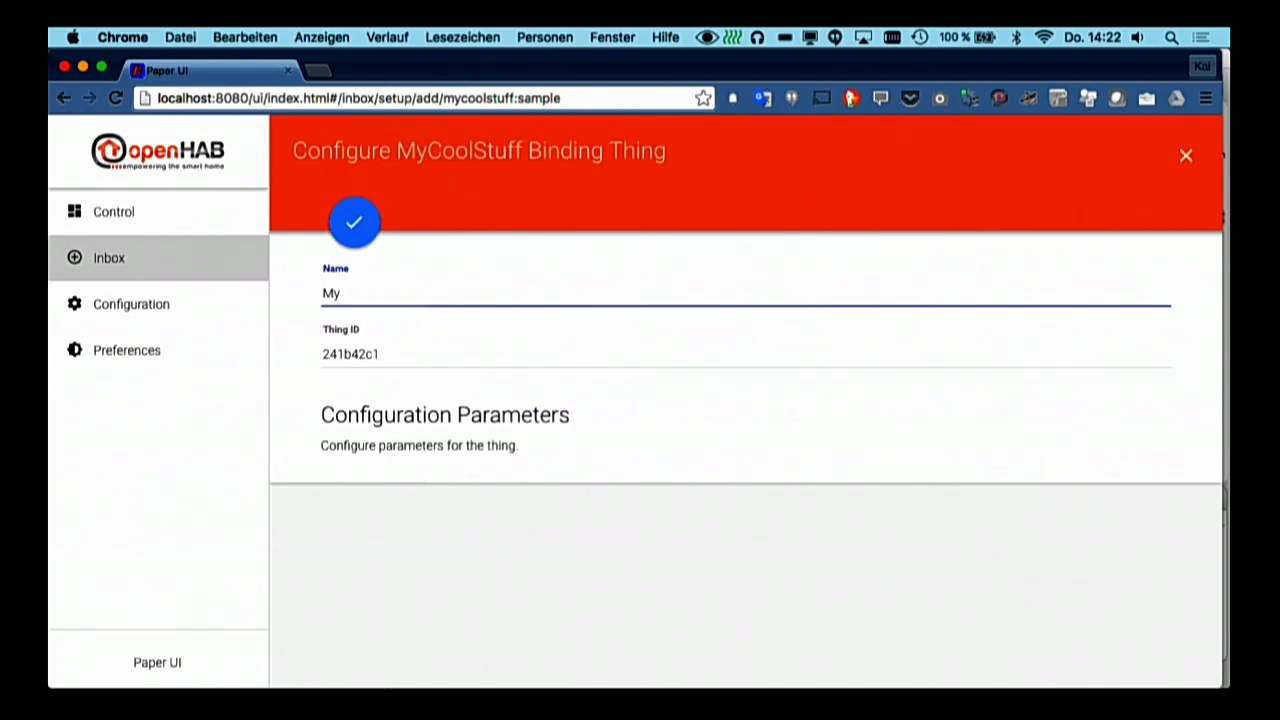 Chrome Datei Bearbeiten Anzeigen Verlauf Lesezeichen Personen Fenster Hilfe 100 % Do. 14:22
Paper UI
Kai
localhost:8080/ui/index.html#/inbox/setup/add/mycoolstuff:sample
openHAB
empowering the smart home
Configure MyCoolStuff Binding Thing
Control
Inbox
Configuration
Preferences
Name
My
Thing ID
241b42c1
Configuration Parameters
Configure parameters for the thing.
Paper UI